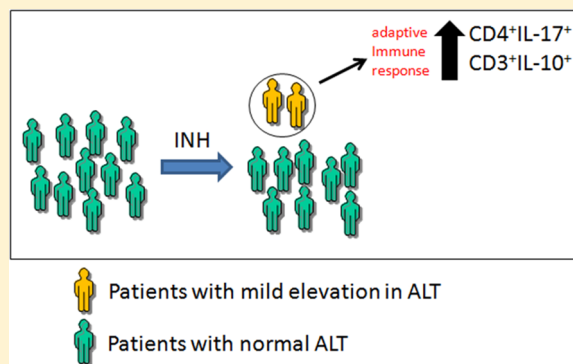 adaptive
Immune
response
CD4⁺IL-17⁺
CD3⁺IL-10⁺
INH
Patients with mild elevation in ALT
Patients with normal ALT